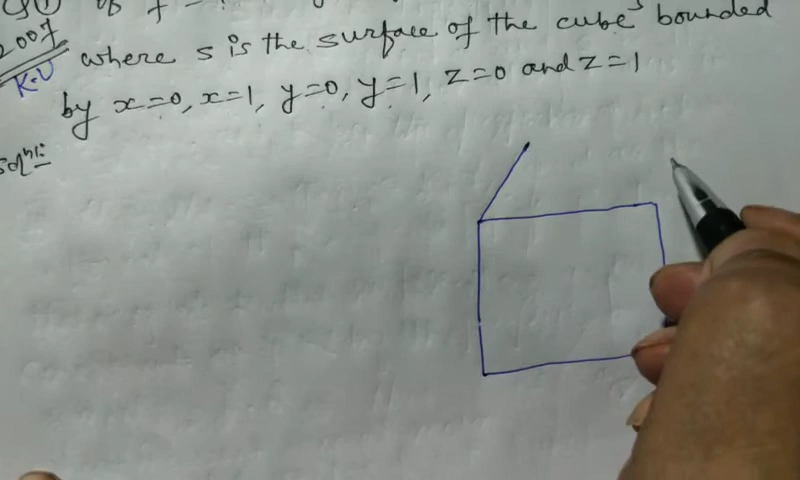 2007
K.U
where s is the surface of the cube bounded
by x=0, x=1, y=0, y=1, z=0 and z=1
Solⁿ: